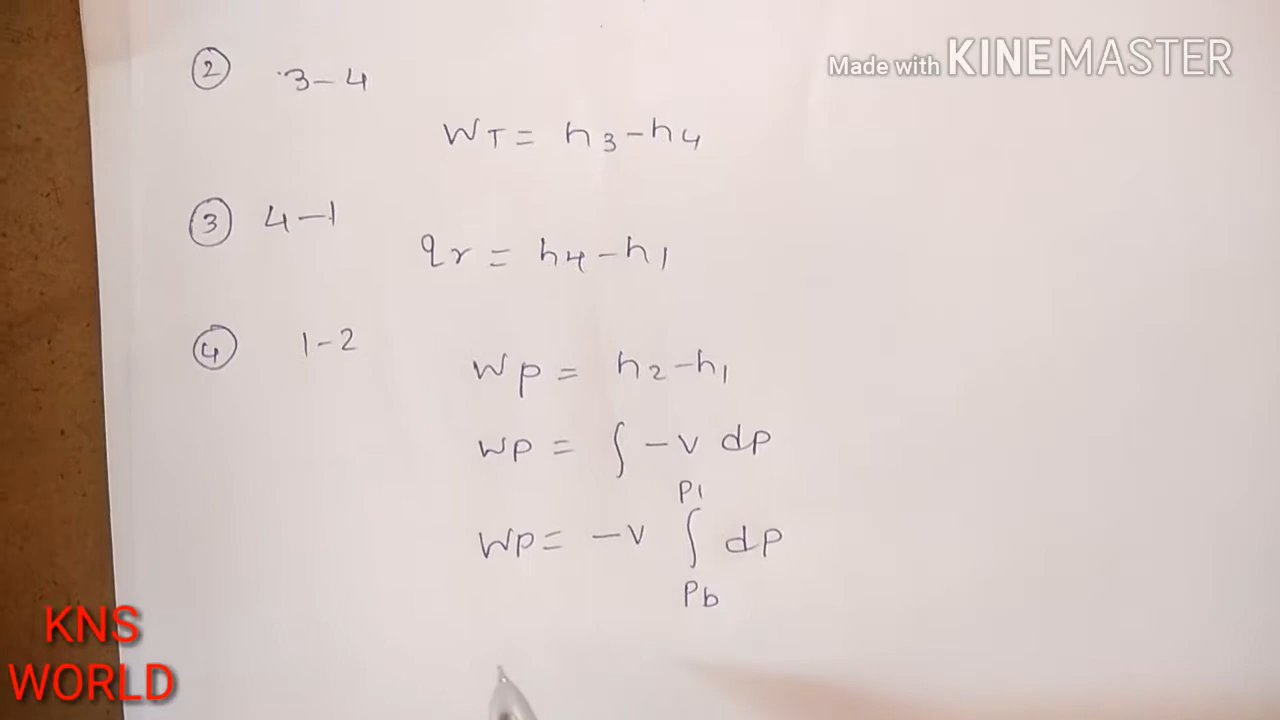 Made with KINEMASTER
② 3-4
WT = h3-h4
③ 4-1
qr = h4-h1
④ 1-2
Wp = h2-h1
Wp = ∫ -v dp
P1
Wp = -v ∫ dp
Pb
KNS
WORLD